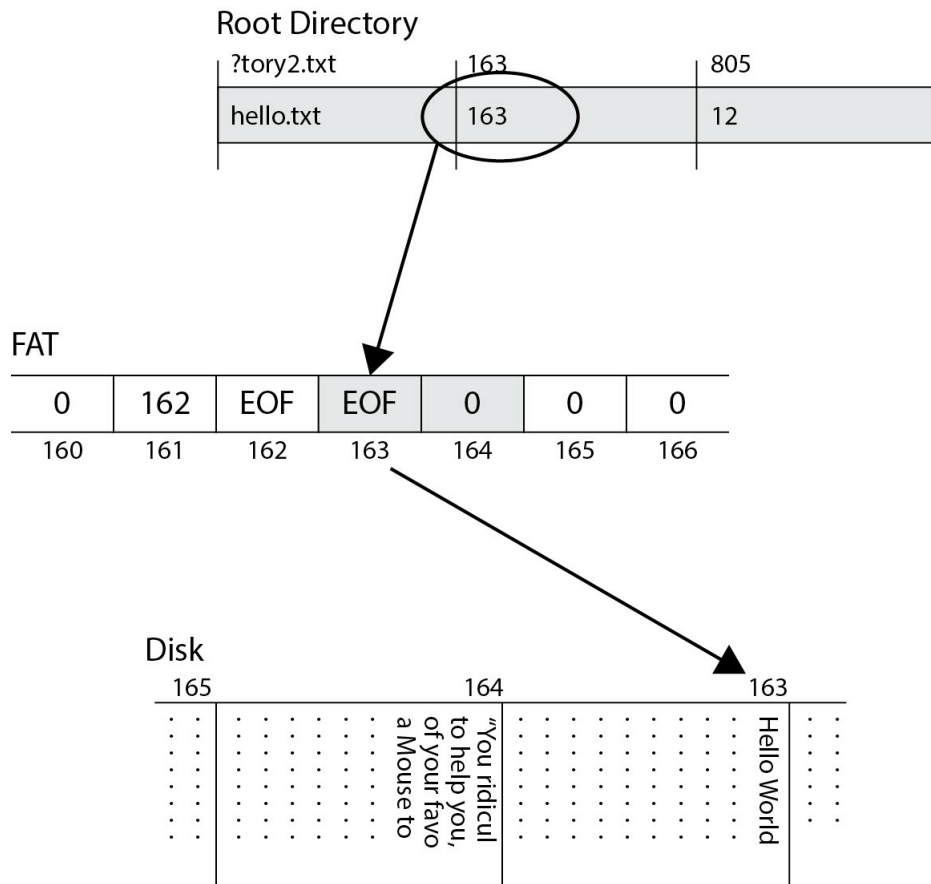 Root Directory
?tory2.txt 163 805
hello.txt 163 12
FAT
0 162 EOF EOF 0 0 0
160 161 162 163 164 165 166
Disk
165 164 163
“You ridicul
to help you,
of your favo
a Mouse to
Hello World